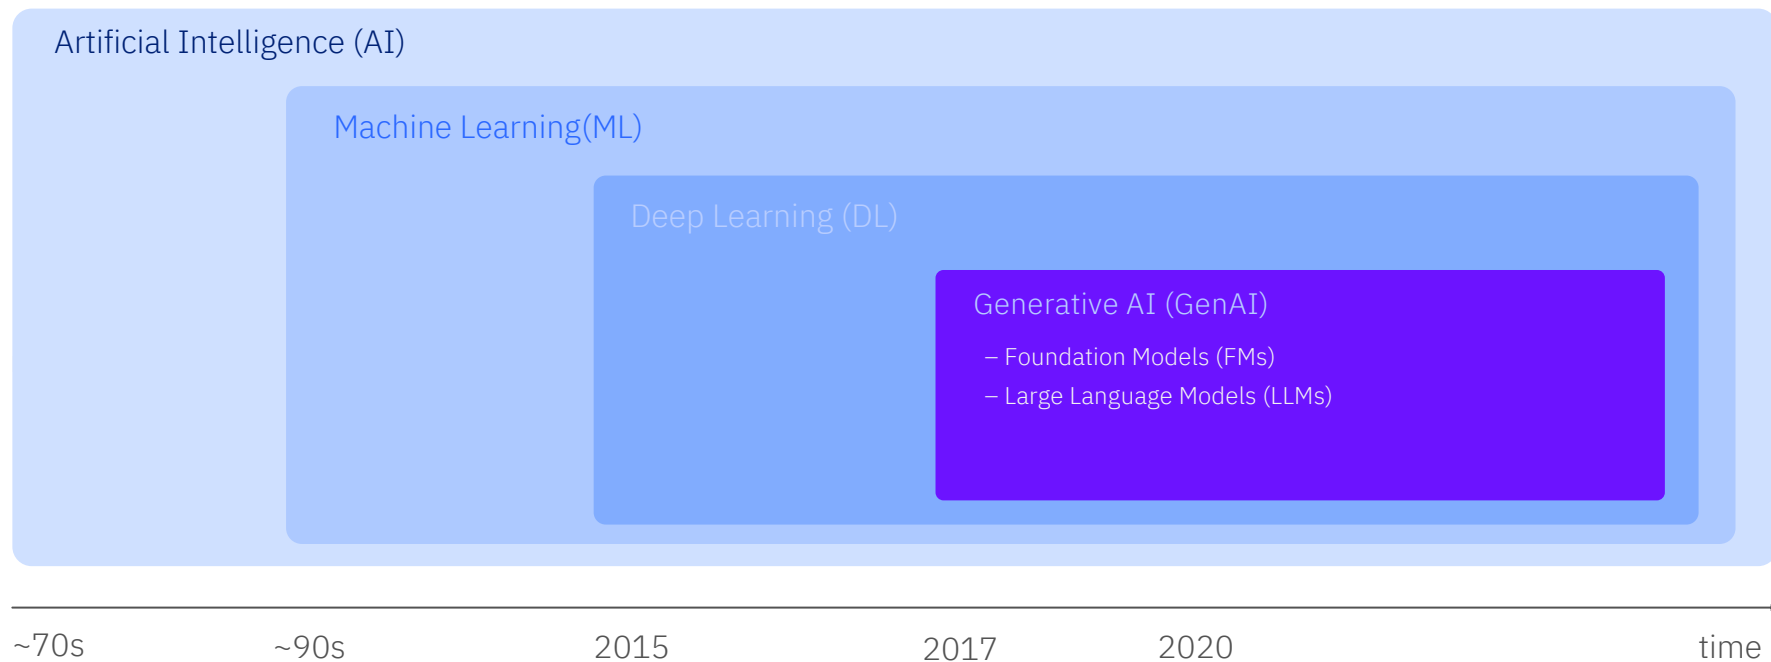 Artificial Intelligence (AI)
Machine Learning(ML)
Deep Learning (DL)
Generative AI (GenAI)
– Foundation Models (FMs)
– Large Language Models (LLMs)
~70s ~90s 2015 2017 2020 time